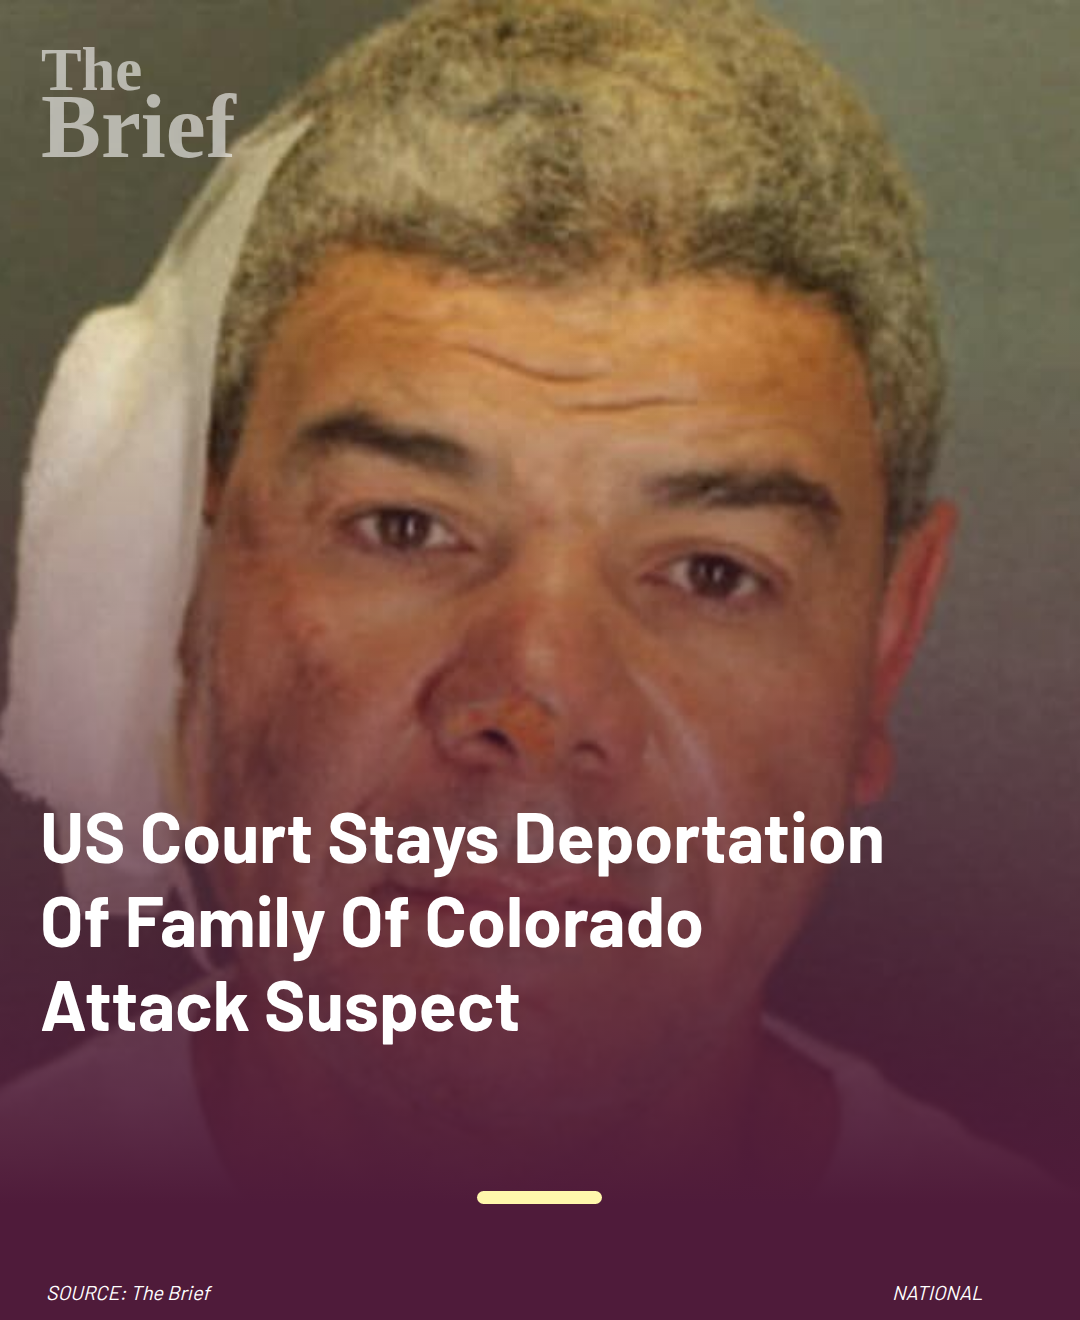 The
Brief
US Court Stays Deportation
Of Family Of Colorado
Attack Suspect
SOURCE: The Brief
NATIONAL